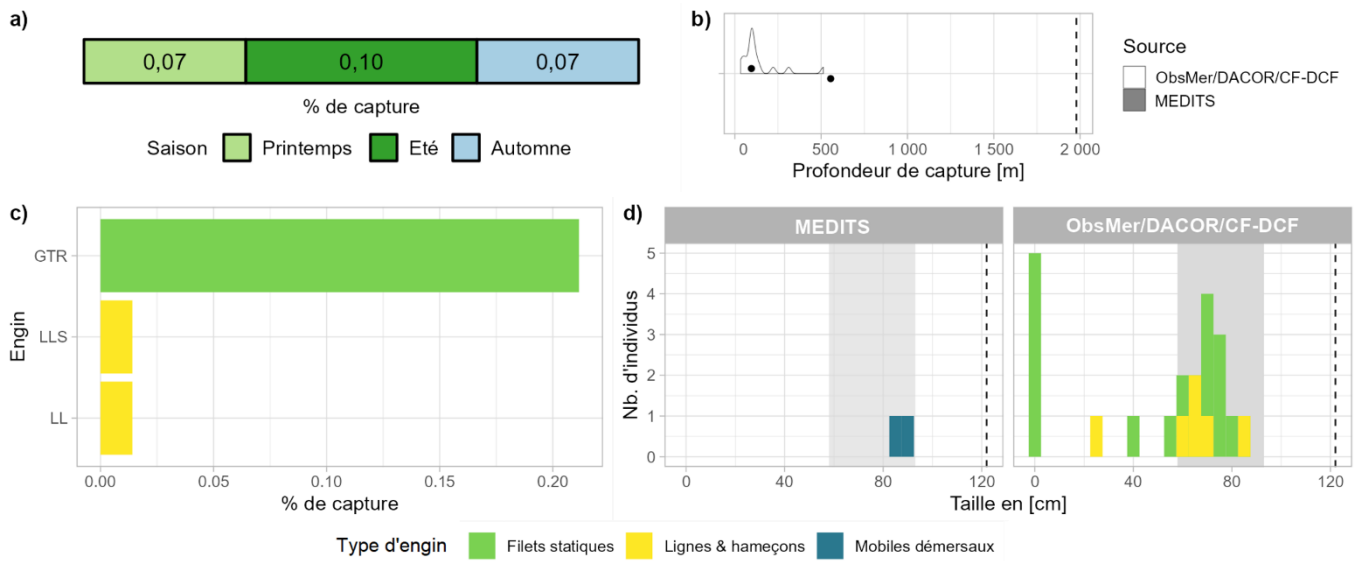 a)
0,07 0,10 0,07
% de capture
Saison Printemps Eté Automne
b)
0 500 1 000 1 500 2 000
Profondeur de capture [m]
Source
ObsMer/DACOR/CF-DCF
MEDITS
c)
Engin
GTR
LLS
LL
0.00 0.05 0.10 0.15 0.20
% de capture
d)
MEDITS ObsMer/DACOR/CF-DCF
Nb. d'individus
5
4
3
2
1
0
0 40 80 120 0 40 80 120
Taille en [cm]
Type d'engin Filets statiques Lignes & hameçons Mobiles démersaux